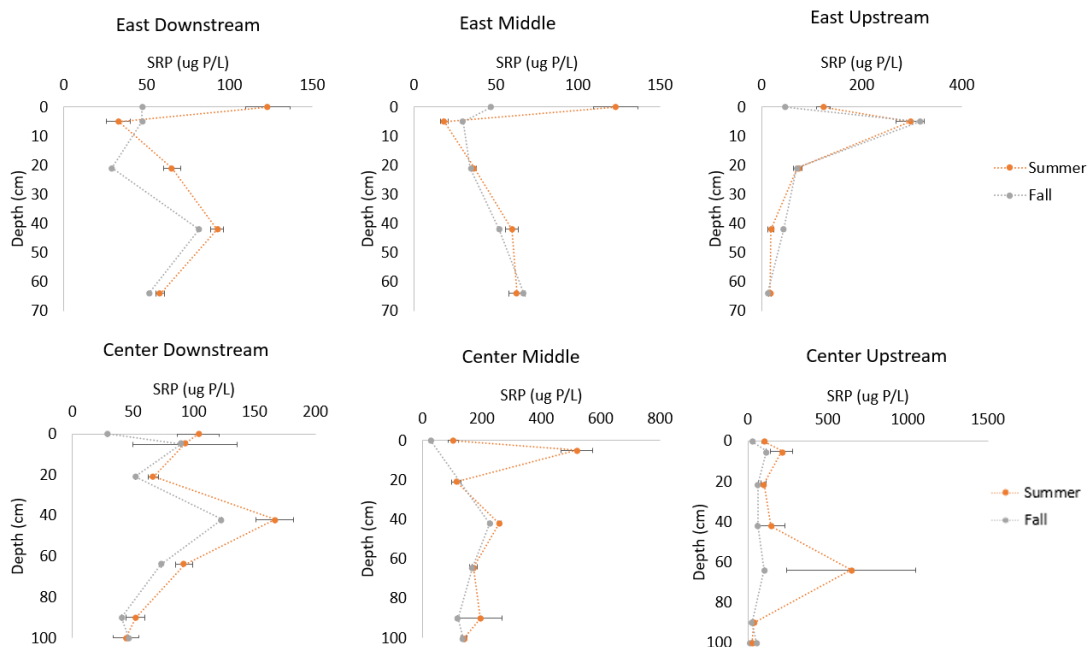 East Downstream
SRP (ug P/L)
0 50 100 150
0
10
20
30
40
50
60
70
Depth (cm)
East Middle
SRP (ug P/L)
0 50 100 150
0
10
20
30
40
50
60
70
Depth (cm)
East Upstream
SRP (ug P/L)
0 200 400
0
10
20
30
40
50
60
70
Depth (cm)
Summer
Fall
Center Downstream
SRP (ug P/L)
0 50 100 150 200
0
20
40
60
80
100
Depth (cm)
Center Middle
SRP (ug P/L)
0 200 400 600 800
0
20
40
60
80
100
Depth (cm)
Center Upstream
SRP (ug P/L)
0 500 1000 1500
0
20
40
60
80
100
Depth (cm)
Summer
Fall